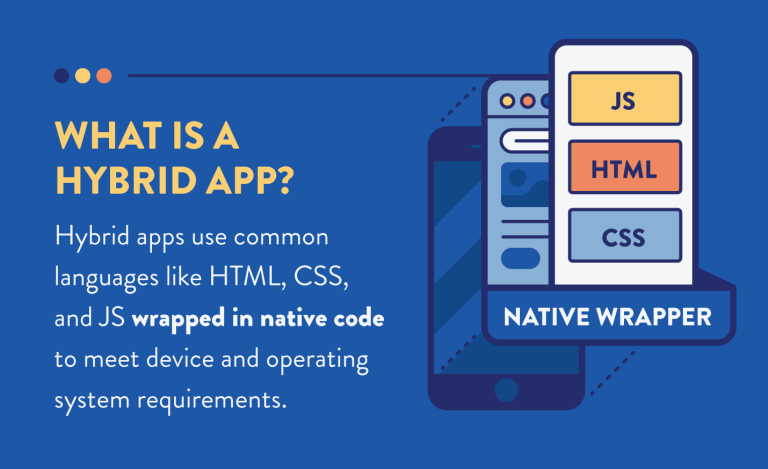 WHAT IS A
HYBRID APP?
Hybrid apps use common
languages like HTML, CSS,
and JS wrapped in native code
to meet device and operating
system requirements.
JS
HTML
CSS
NATIVE WRAPPER